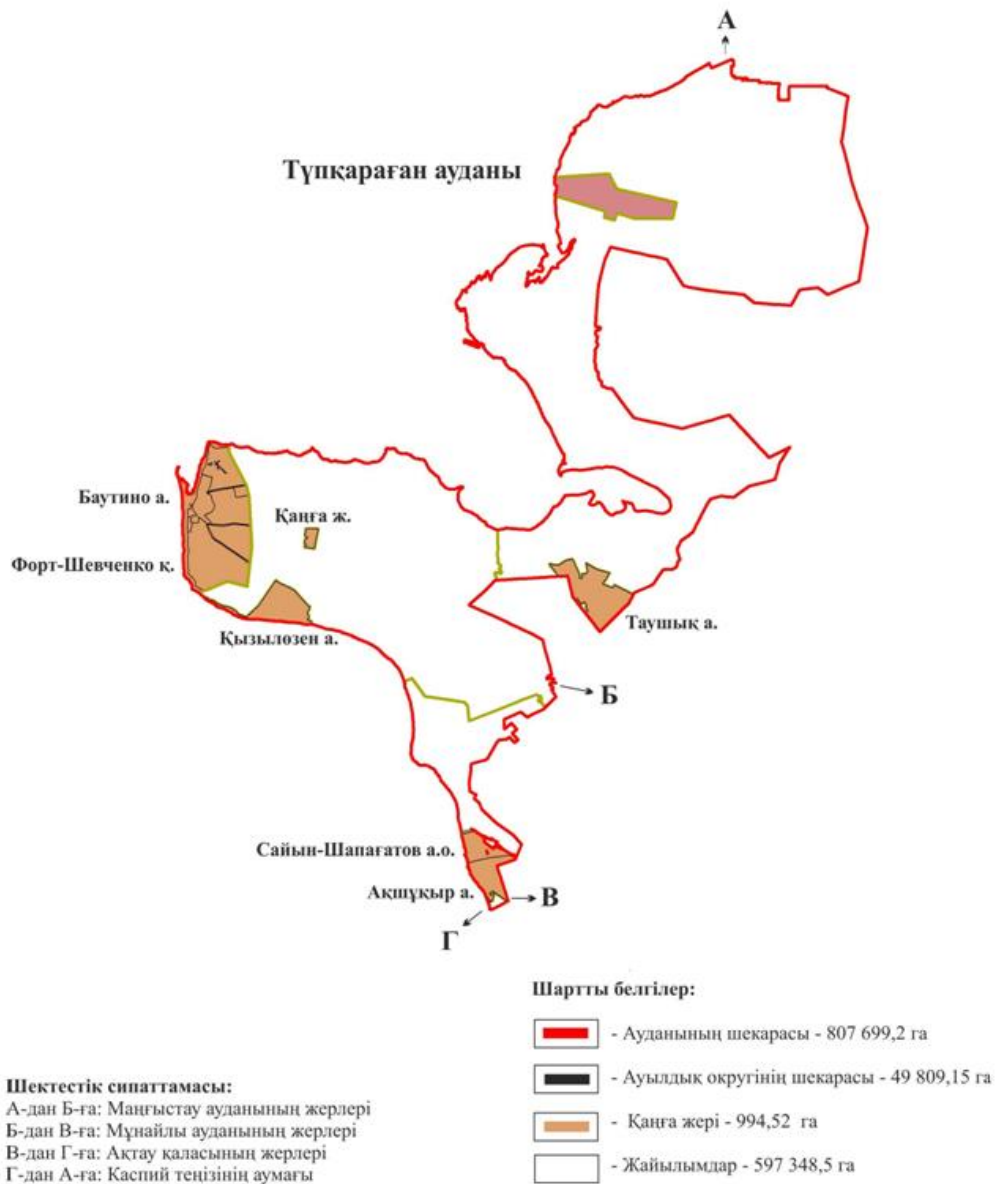 А
Түпқараған ауданы
Баутино а.
Қаңға ж.
Форт-Шевченко қ.
Қызылөзен а.
Таушық а.
Б
Сайын-Шапағатов а.о.
Ақшұқыр а.
В
Г
Шартты белгілер:
- Ауданының шекарасы - 807 699,2 га
- Ауылдық округінің шекарасы - 49 809,15 га
- Қаңға жері - 994,52 га
- Жайылымдар - 597 348,5 га
Шектестік сипаттамасы:
А-дан Б-ға: Маңғыстау ауданының жерлері
Б-дан В-ға: Мұнайлы ауданының жерлері
В-дан Г-ға: Ақтау қаласының жерлері
Г-дан А-ға: Каспий теңізінің аумағы